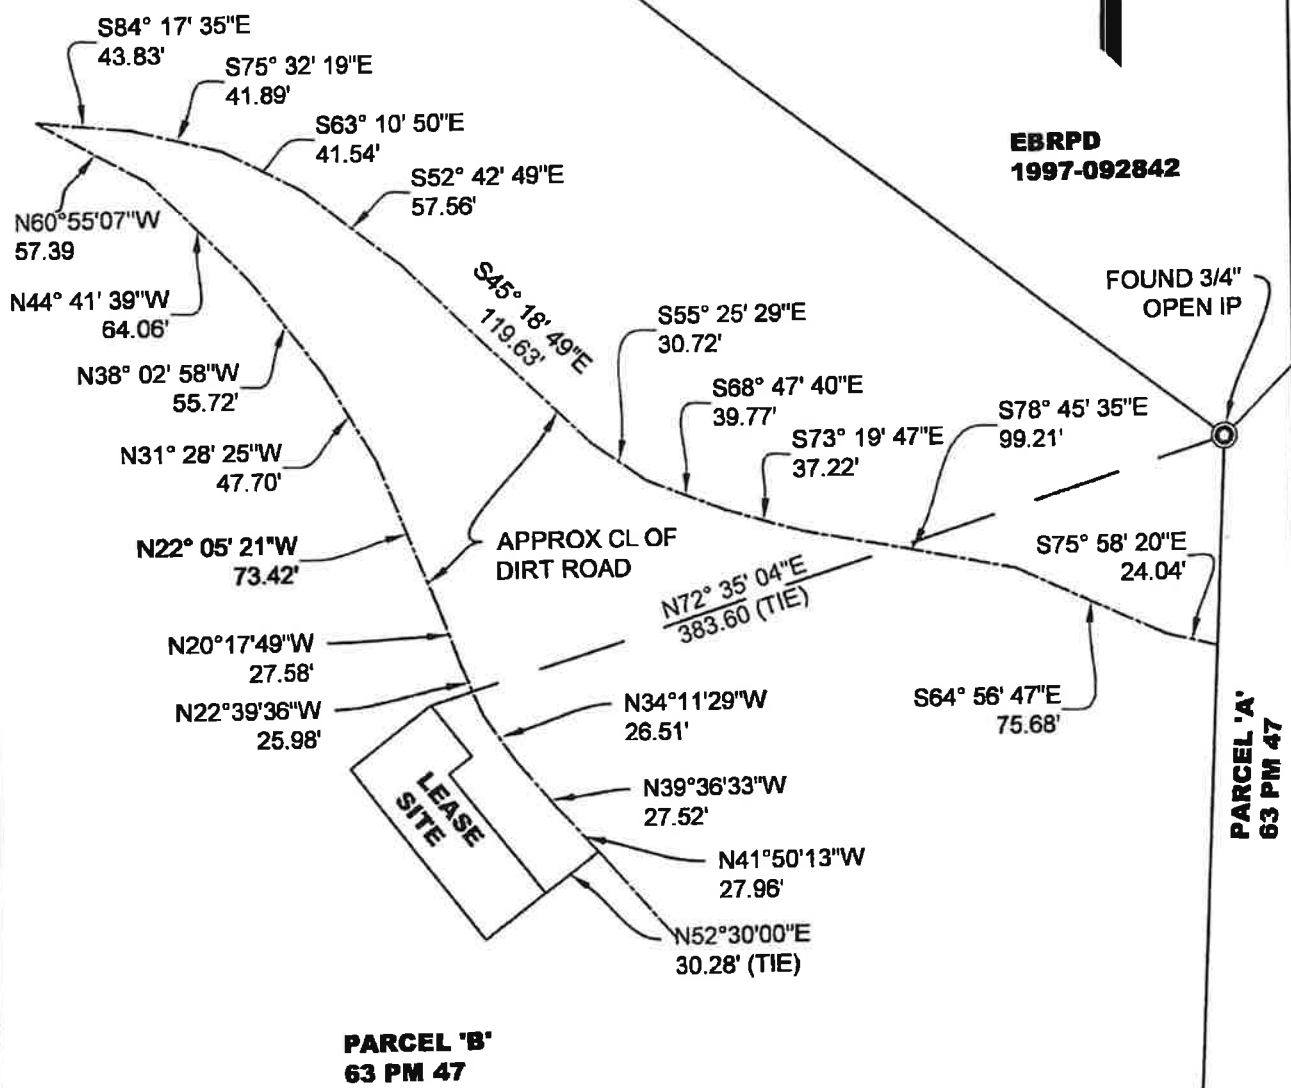 S84° 17' 35"E
43.83'
S75° 32' 19"E
41.89'
S63° 10' 50"E
41.54'
S52° 42' 49"E
57.56'
EBRPD
1997-092842
N60°55'07"W
57.39
N44° 41' 39"W
64.06'
S45° 18' 49"E
119.63'
FOUND 3/4"
OPEN IP
S55° 25' 29"E
30.72'
N38° 02' 58"W
55.72'
S68° 47' 40"E
39.77'
S78° 45' 35"E
99.21'
S73° 19' 47"E
37.22'
N31° 28' 25"W
47.70'
N22° 05' 21"W
73.42'
APPROX CL OF
DIRT ROAD
S75° 58' 20"E
24.04'
N72° 35' 04"E
383.60 (TIE)
N20°17'49"W
27.58'
N22°39'36"W
25.98'
N34°11'29"W
26.51'
S64° 56' 47"E
75.68'
PARCEL 'A'
63 PM 47
LEASE
SITE
N39°36'33"W
27.52'
N41°50'13"W
27.96'
N52°30'00"E
30.28' (TIE)
PARCEL 'B'
63 PM 47